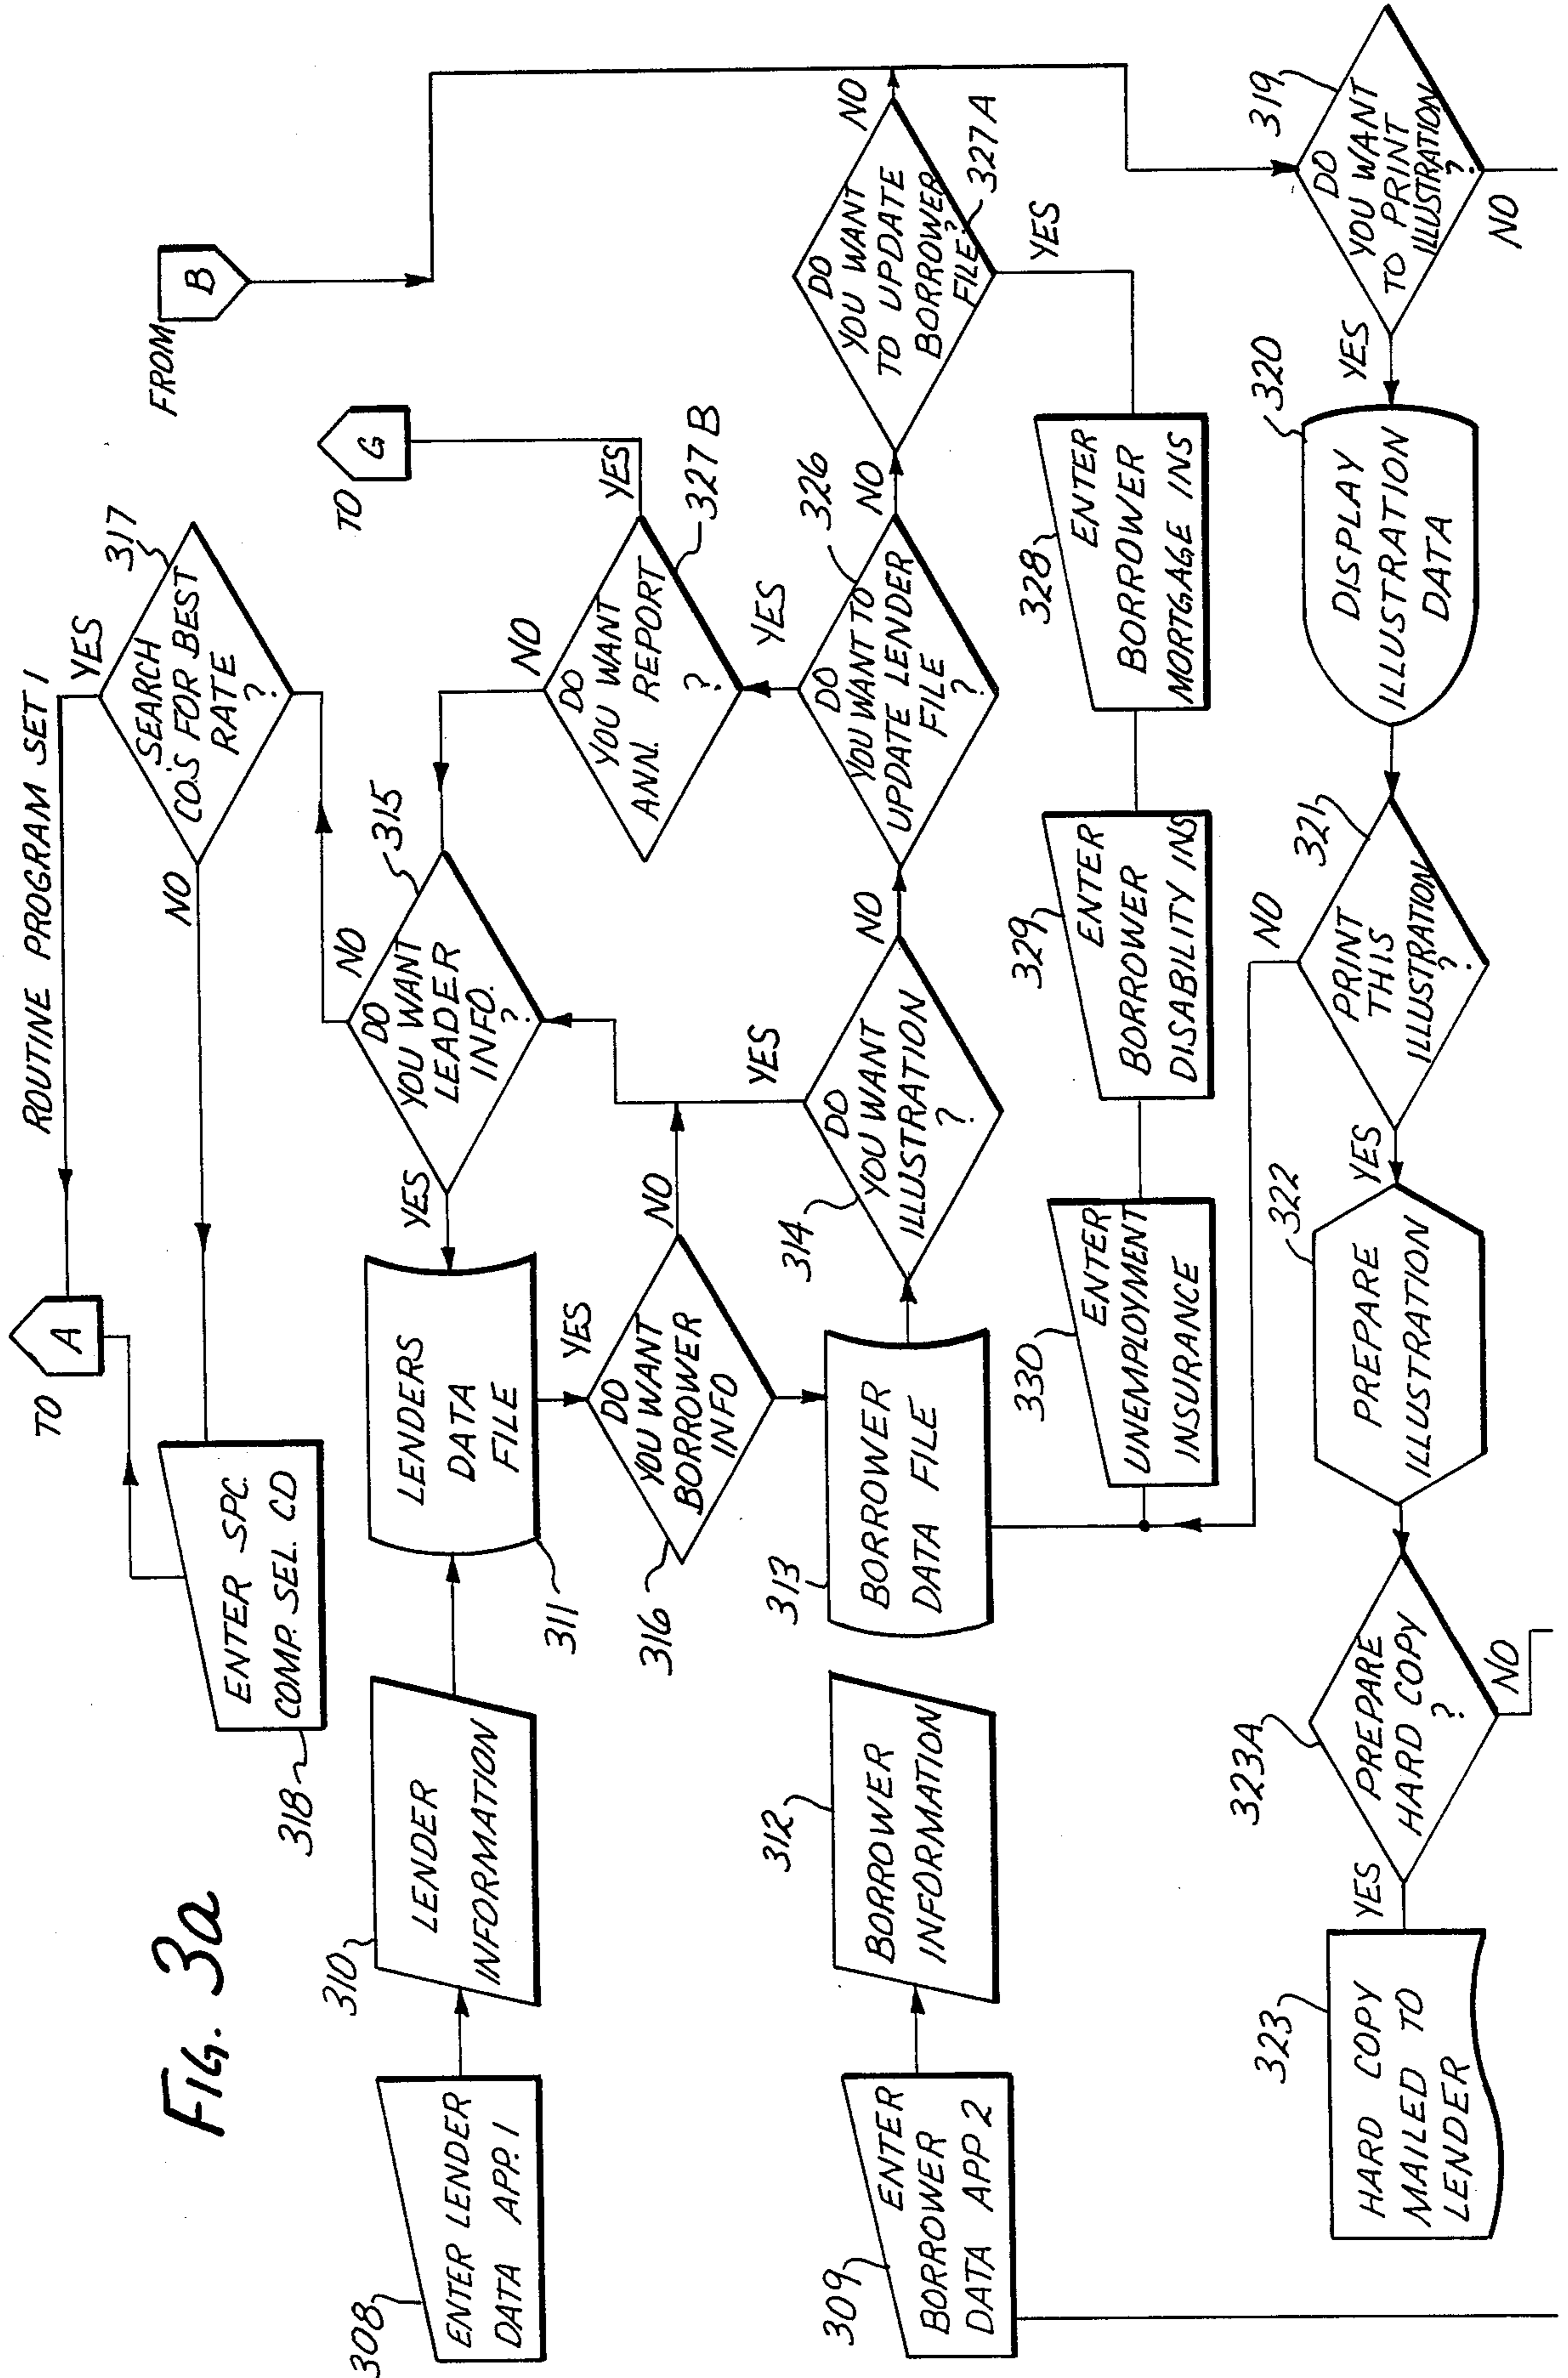 FIG. 3a
ROUTINE PROGRAM SET 1
TO
A
FROM
B
318
ENTER SPC.
COMP. SEL. CD
NO
YES
317
SEARCH
CO'S FOR BEST
RATE
?
TO
G
308
ENTER LENDER
DATA APP. 1
310
LENDER
INFORMATION
311
LENDERS
DATA
FILE
YES
315
DO
YOU WANT
LEADER
INFO.
?
NO
NO
DO
YOU WANT
ANN. REPORT
?
327B
YES
316
DO
YOU WANT
BORROWER
INFO
YES
NO
309
ENTER
BORROWER
DATA APP 2
312
BORROWER
INFORMATION
313
BORROWER
DATA FILE
314
DO
YOU WANT
ILLUSTRATION
?
YES
NO
326
DO
YOU WANT TO
UPDATE LENDER
FILE
?
YES
NO
DO
YOU WANT
TO UPDATE
BORROWER
FILE?
327A
NO
YES
330
ENTER
UNEMPLOYMENT
INSURANCE
329
ENTER
BORROWER
DISABILITY INS
328
ENTER
BORROWER
MORTGAGE INS
323
HARD COPY
MAILED TO
LENDER
YES
323A
PREPARE
HARD COPY
?
NO
322
PREPARE
ILLUSTRATION
YES
321
PRINT
THIS
ILLUSTRATION
?
NO
320
DISPLAY
ILLUSTRATION
DATA
YES
319
DO
YOU WANT
TO PRINT
ILLUSTRATION
?
NO